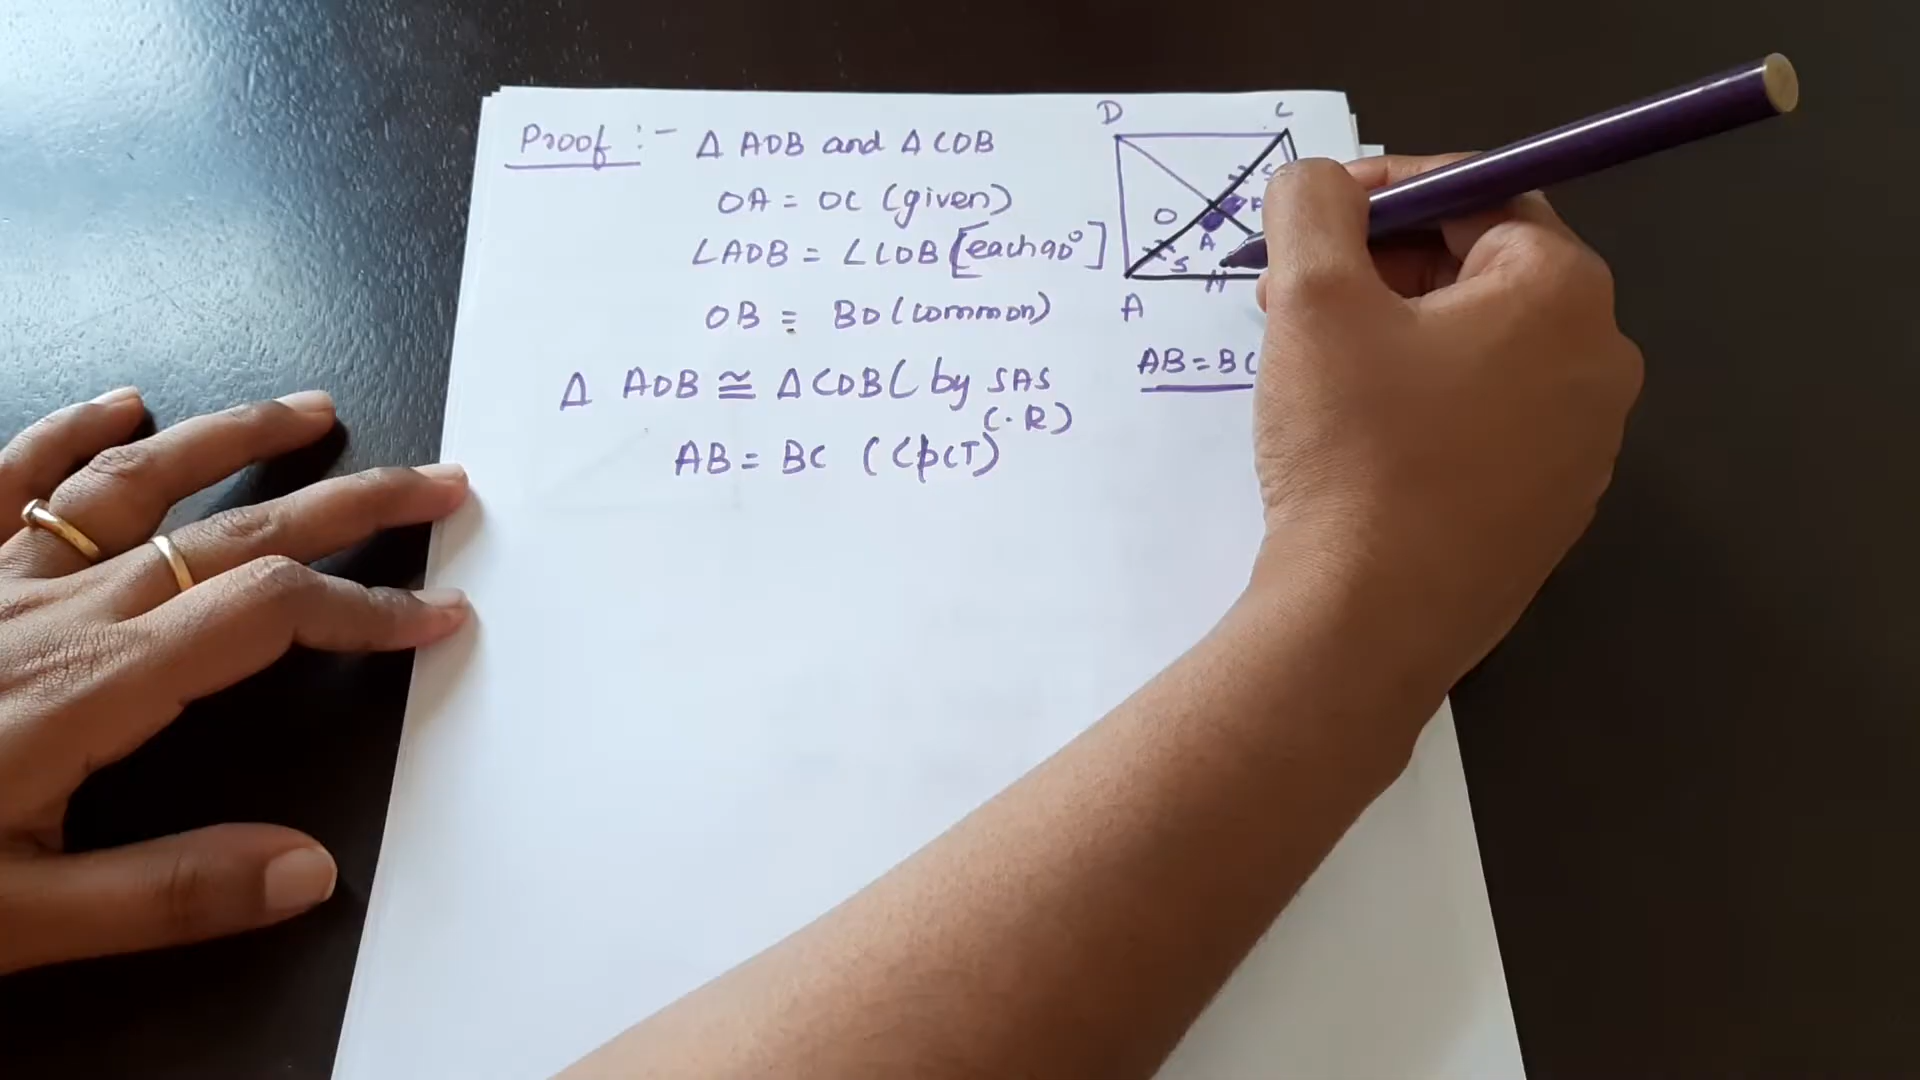 Proof :- Δ AOB and Δ COB
OA = OC (given)
∠AOB = ∠COB [each 90°]
OB = BO (common)
Δ AOB ≅ Δ COB ( by SAS
C.R)
AB = BC (CPCT)
D C
S
O
A
S
A
AB = BC